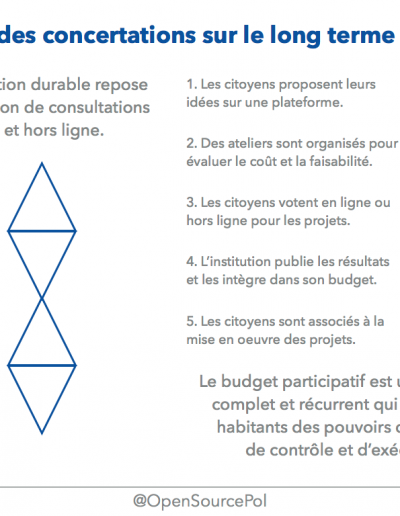 des concertations sur le long terme
tion durable repose
ion de consultations
et hors ligne.
1. Les citoyens proposent leurs
idées sur une plateforme.
2. Des ateliers sont organisés pour
évaluer le coût et la faisabilité.
3. Les citoyens votent en ligne ou
hors ligne pour les projets.
4. L’institution publie les résultats
et les intègre dans son budget.
5. Les citoyens sont associés à la
mise en oeuvre des projets.
Le budget participatif est
complet et récurrent qui
habitants des pouvoirs
de contrôle et d’exé
@OpenSourcePol